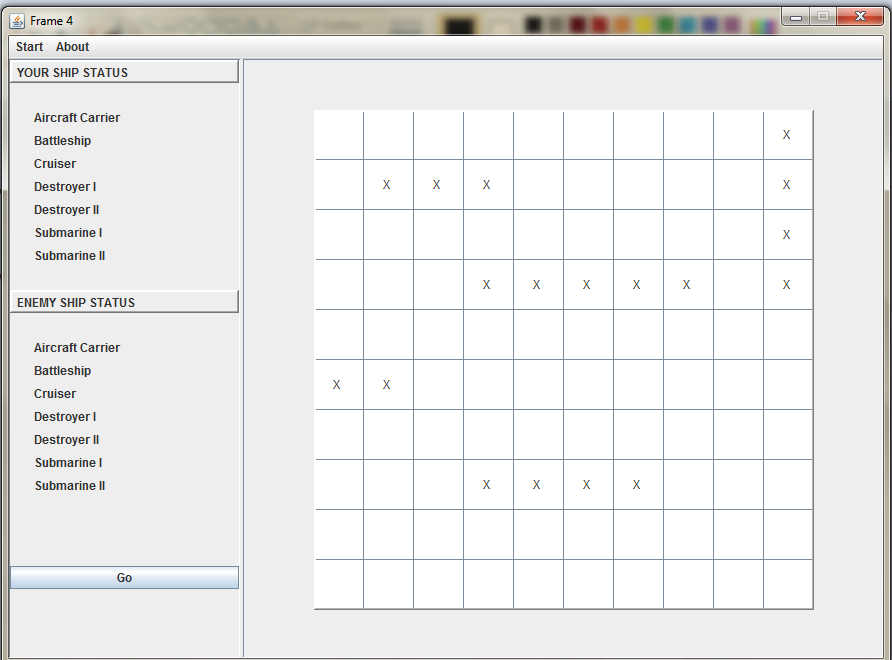 Frame 4
Start About
YOUR SHIP STATUS
Aircraft Carrier
Battleship
Cruiser
Destroyer I
Destroyer II
Submarine I
Submarine II
ENEMY SHIP STATUS
Aircraft Carrier
Battleship
Cruiser
Destroyer I
Destroyer II
Submarine I
Submarine II
Go
X
X X X X
X
X X X X X X
X X
X X X X